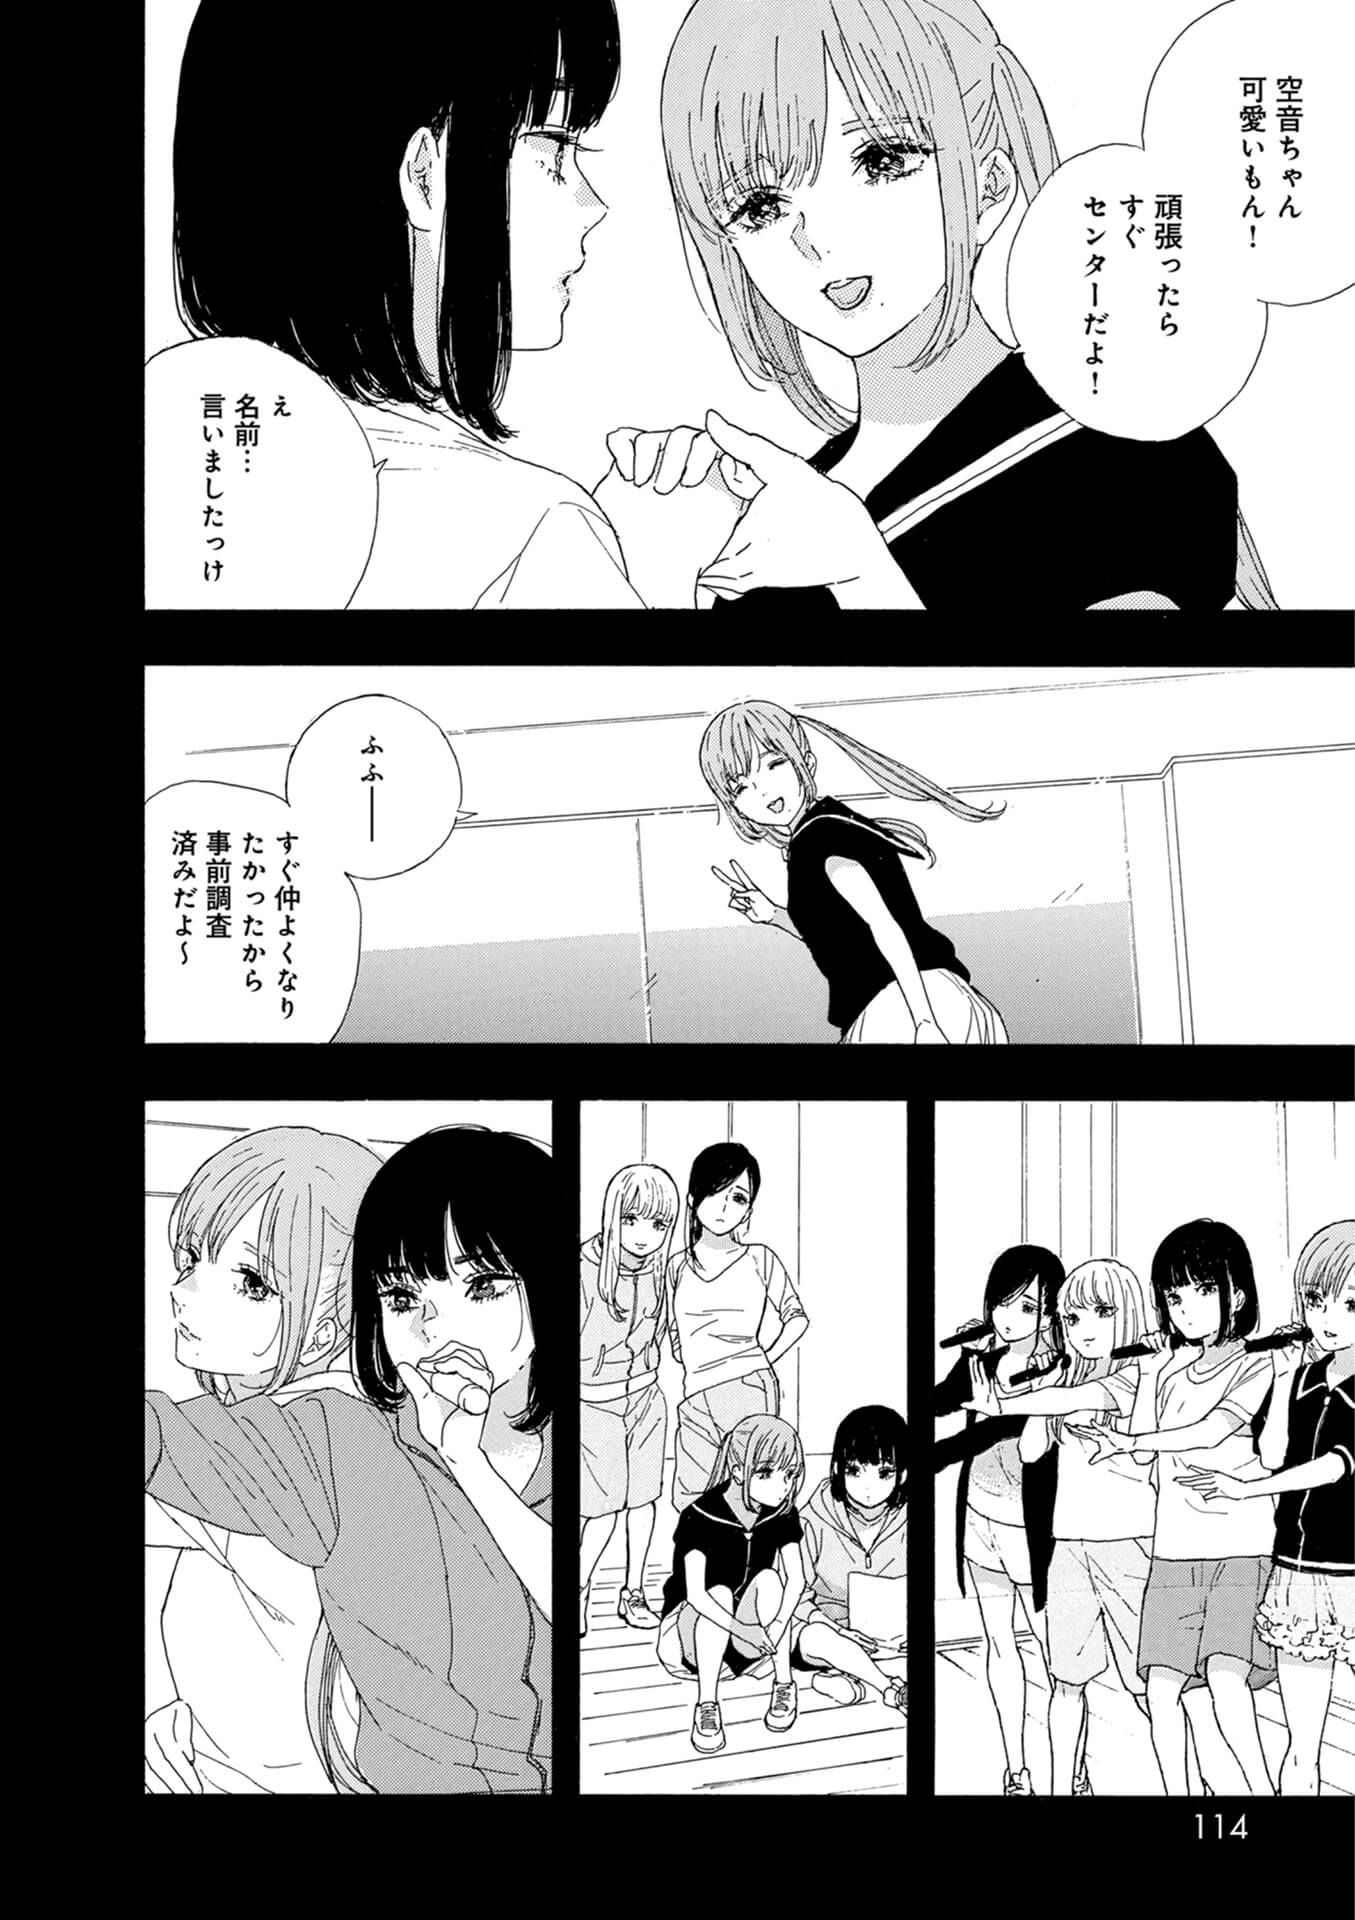 空音ちゃん
可愛いもん！
頑張ったら
すぐ
センターだよ！
え
名前…
言いましたっけ
ふふ――
すぐ仲よくなり
たかったから
事前調査
済みだよ～
114